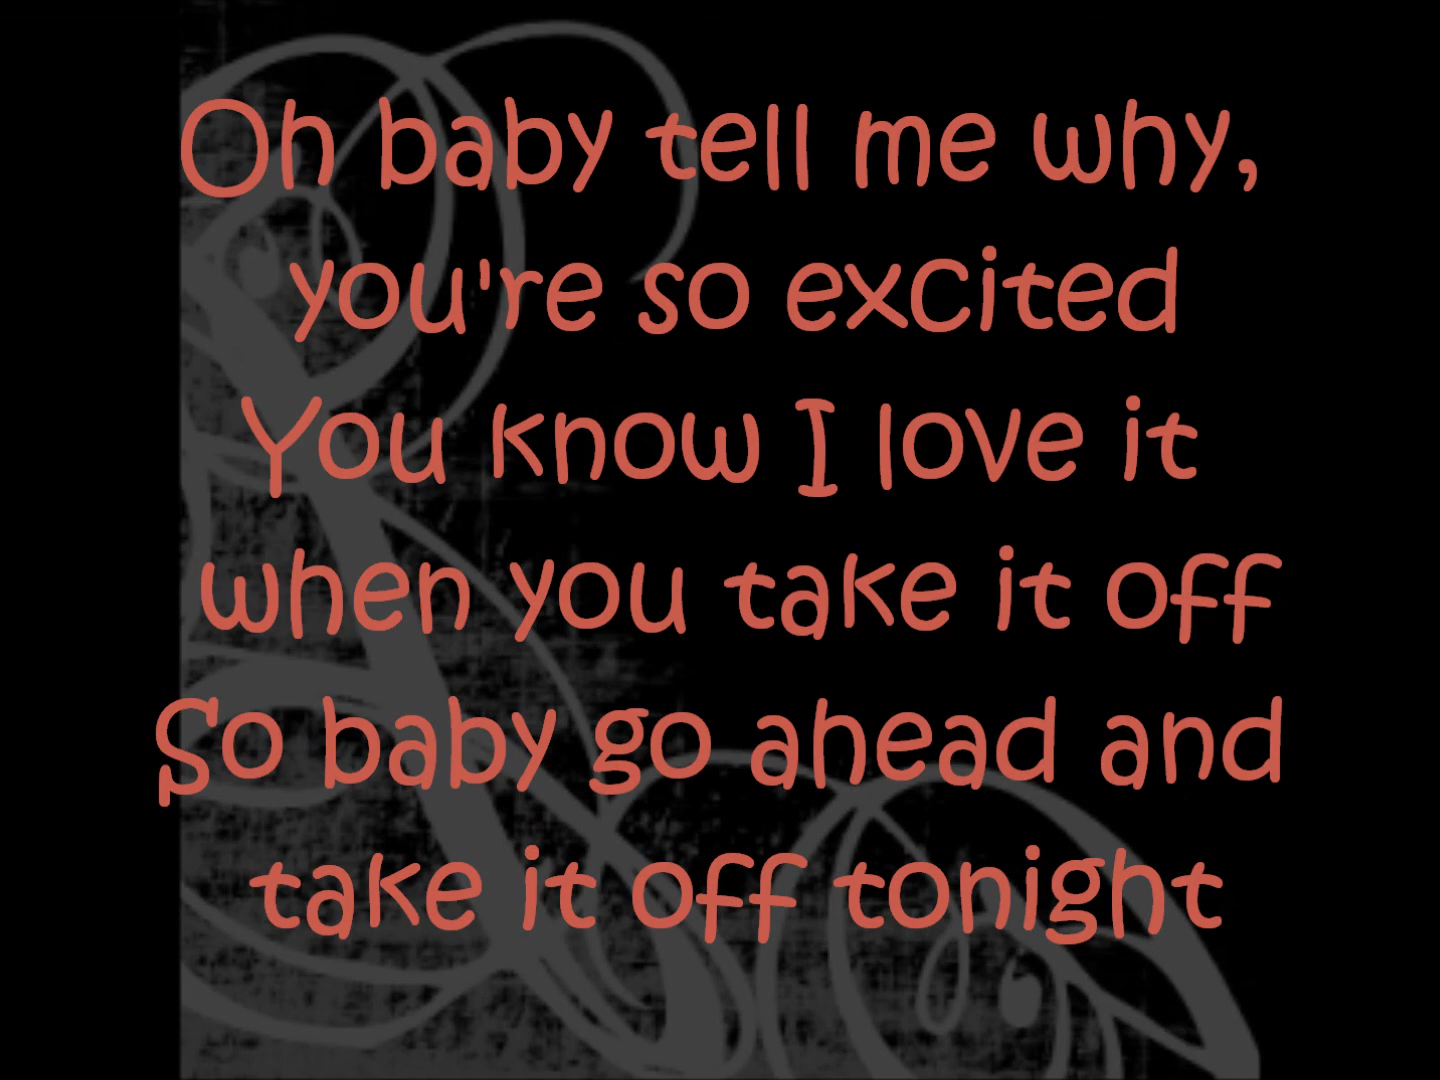 Oh baby tell me why,
you're so excited
You know I love it
when you take it off
So baby go ahead and
take it off tonight